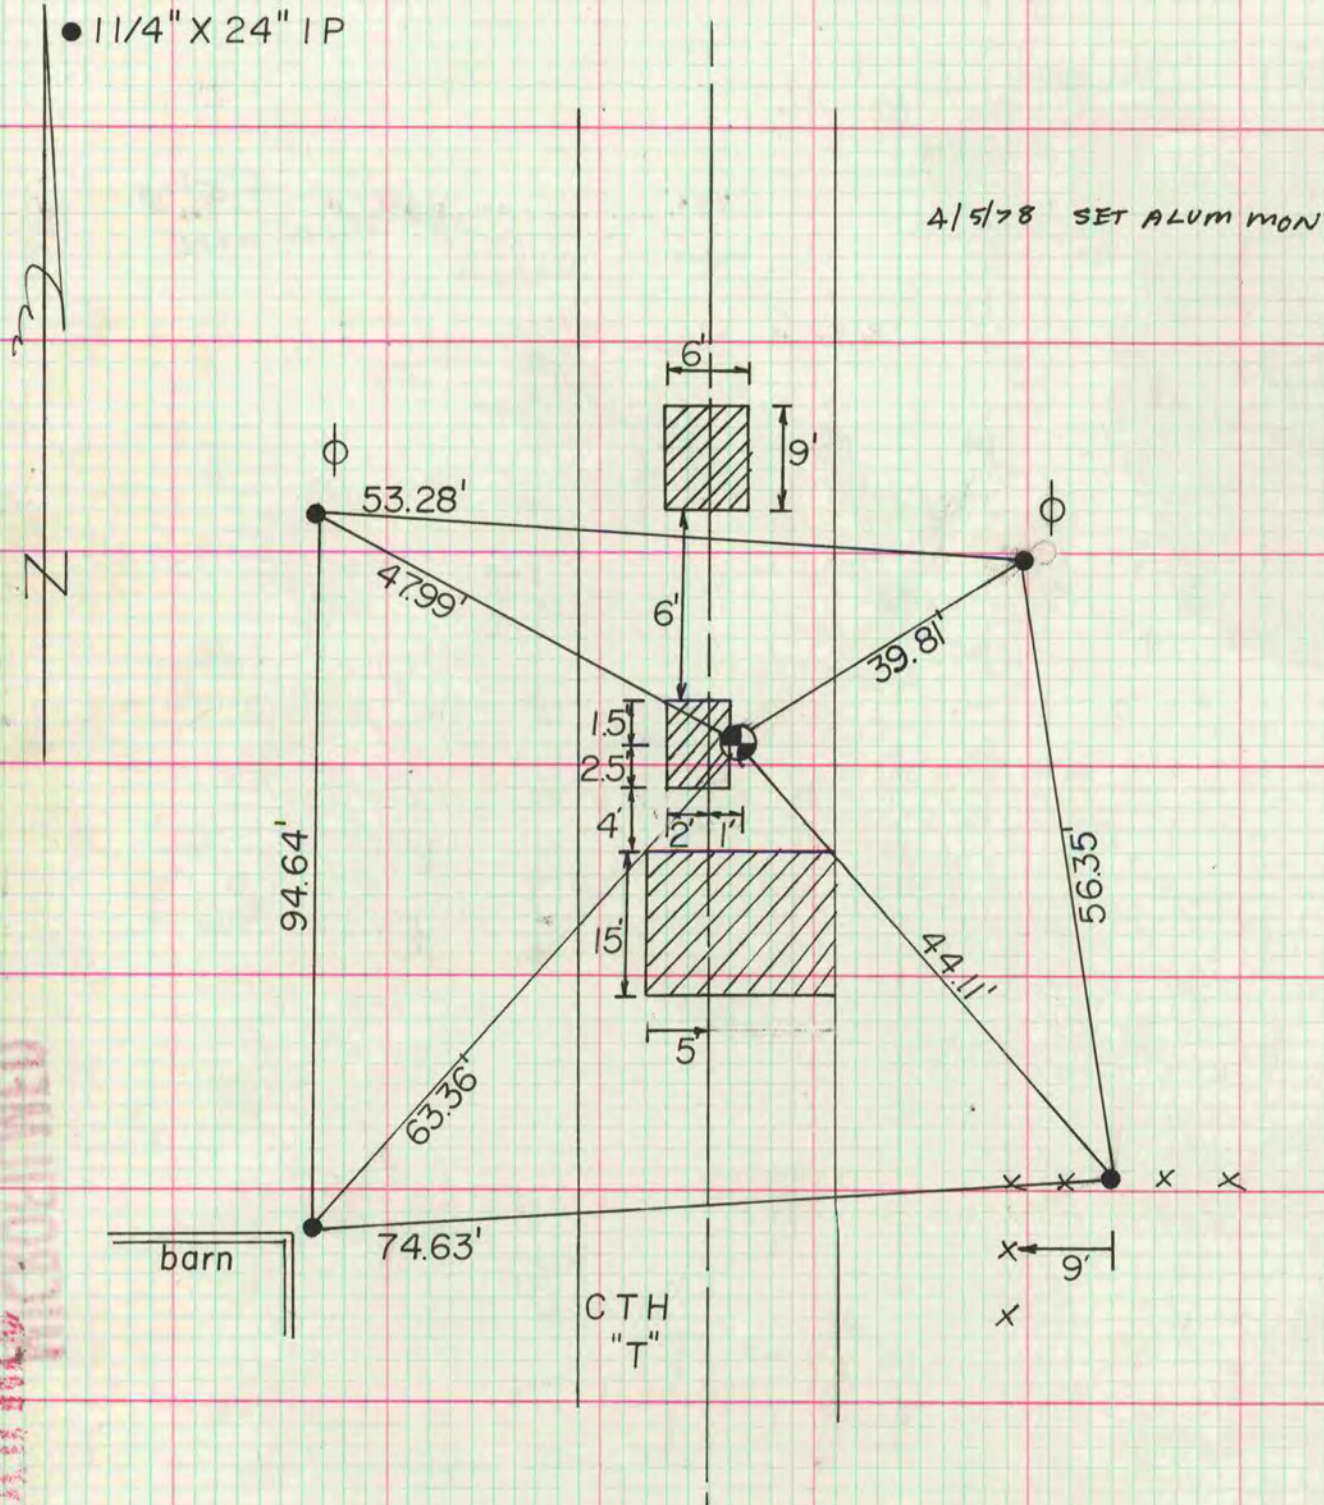 11/4" X 24" IP
4/5/78 SET ALUM MON
6'
9'
53.28'
47.99'
6'
39.81'
N
1.5'
2.5'
4'
2'
1'
94.64'
56.35'
15'
44.11'
5'
63.36'
74.63'
barn
9'
CTH
"T"
MICROFILMED